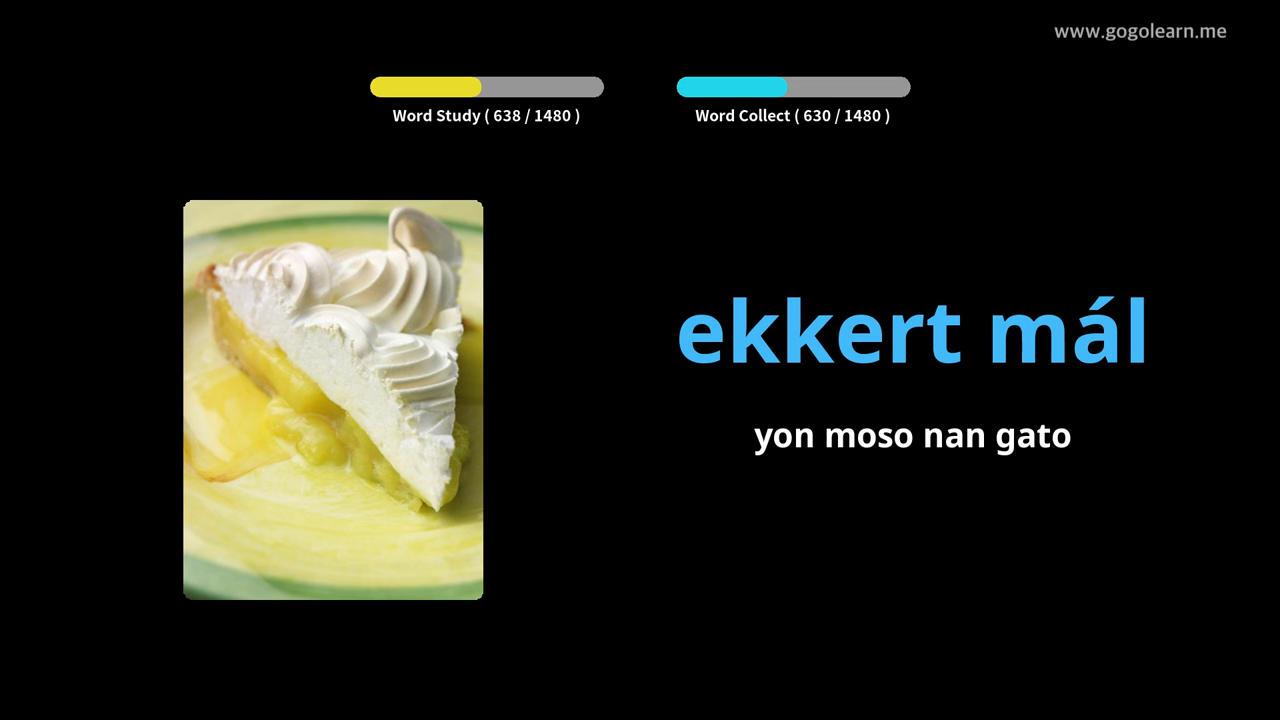 www.gogolearn.me
Word Study ( 638 / 1480 )
Word Collect ( 630 / 1480 )
ekkert mál
yon moso nan gato